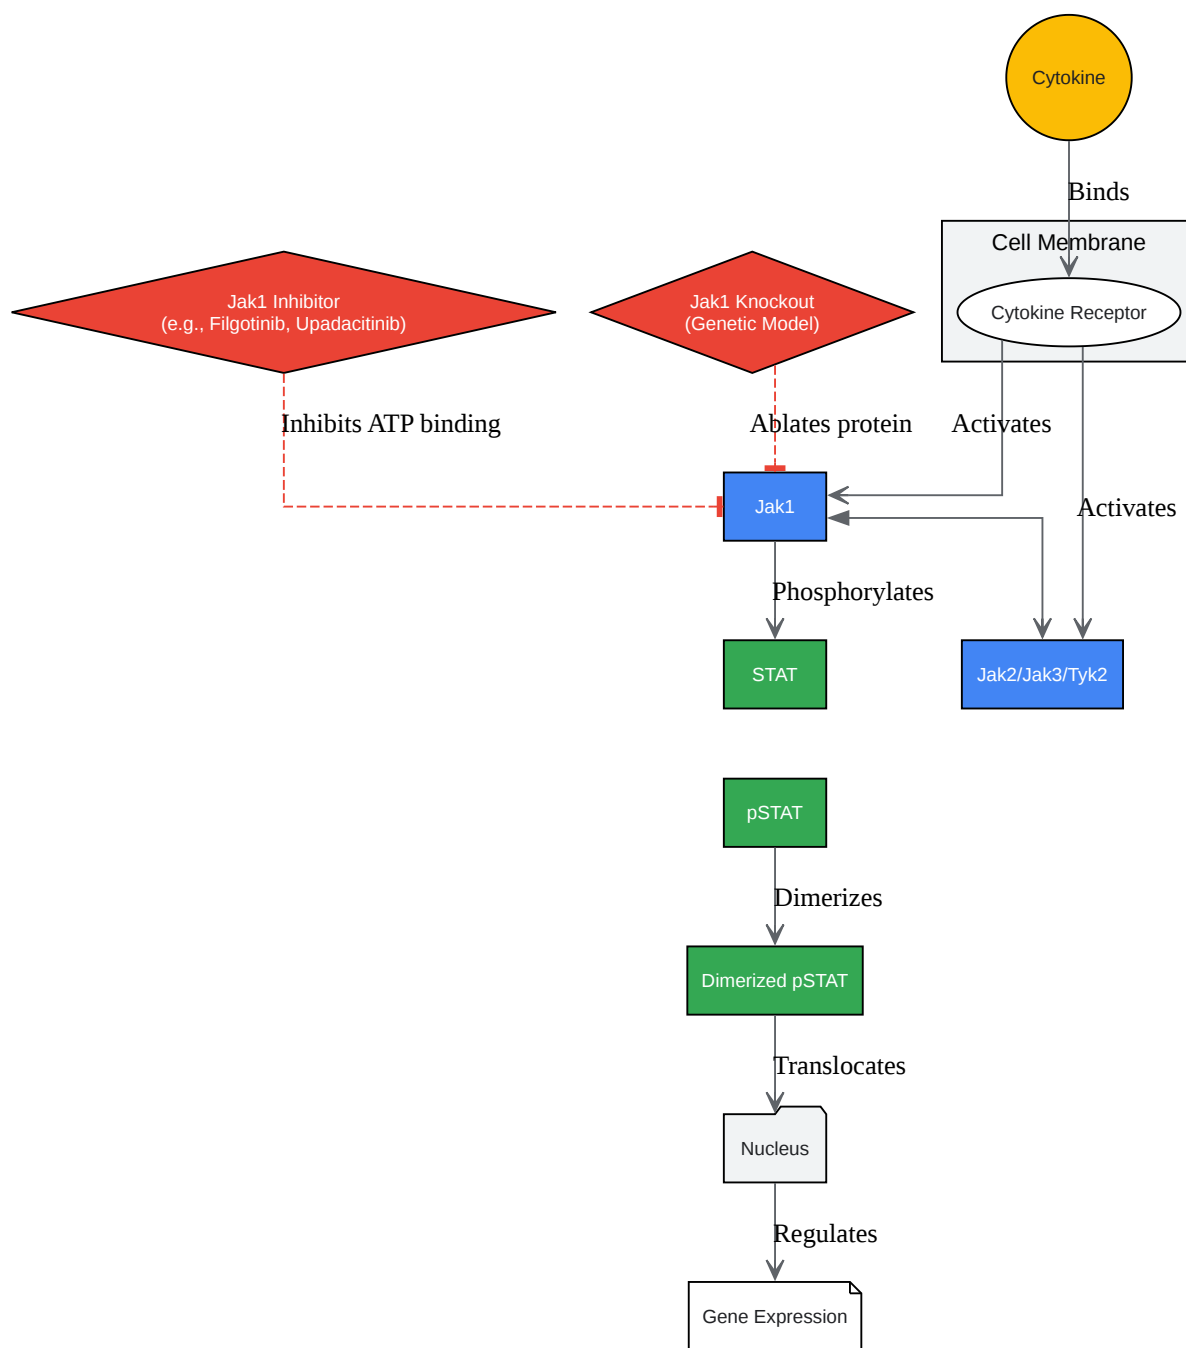 Cytokine
Binds
Cell Membrane
Jak1 Inhibitor
(e.g., Filgotinib, Upadacitinib)
Jak1 Knockout
(Genetic Model)
Cytokine Receptor
Inhibits ATP binding
Ablates protein
Activates
Jak1
Activates
Phosphorylates
STAT
Jak2/Jak3/Tyk2
pSTAT
Dimerizes
Dimerized pSTAT
Translocates
Nucleus
Regulates
Gene Expression